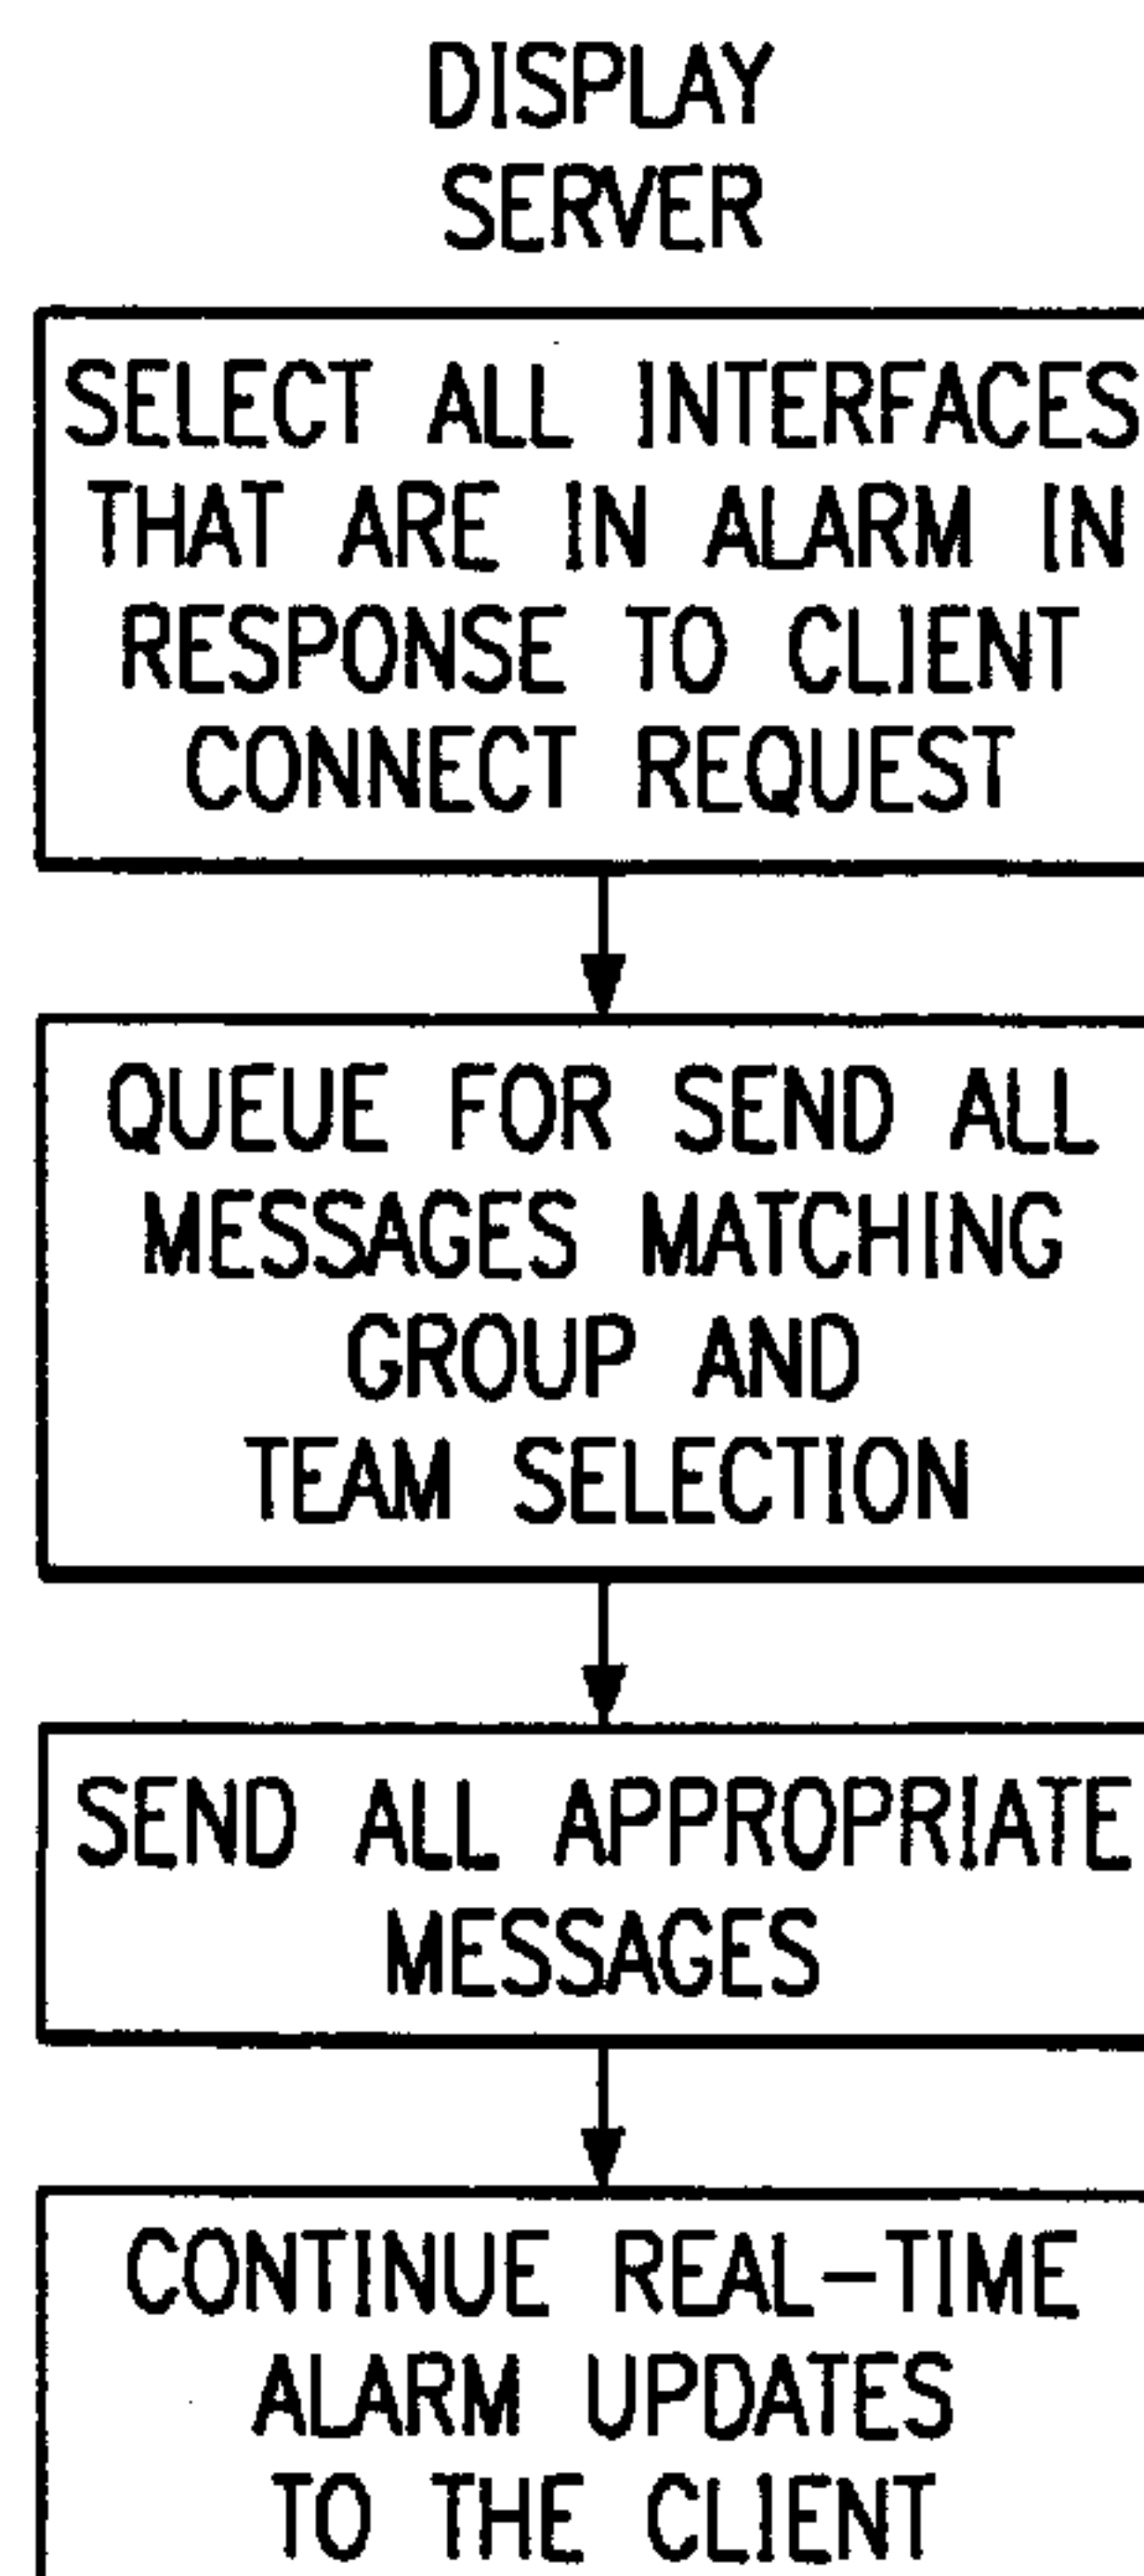 DISPLAY
SERVER
SELECT ALL INTERFACES
THAT ARE IN ALARM IN
RESPONSE TO CLIENT
CONNECT REQUEST
QUEUE FOR SEND ALL
MESSAGES MATCHING
GROUP AND
TEAM SELECTION
SEND ALL APPROPRIATE
MESSAGES
CONTINUE REAL-TIME
ALARM UPDATES
TO THE CLIENT